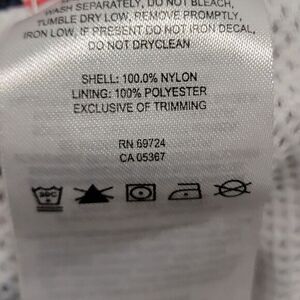 WASH SEPARATELY, DO NOT BLEACH,
TUMBLE DRY LOW, REMOVE PROMPTLY,
IRON LOW, IF PRESENT DO NOT IRON DECAL,
DO NOT DRYCLEAN
SHELL: 100.0% NYLON
LINING: 100% POLYESTER
EXCLUSIVE OF TRIMMING
RN 69724
CA 05367
30C